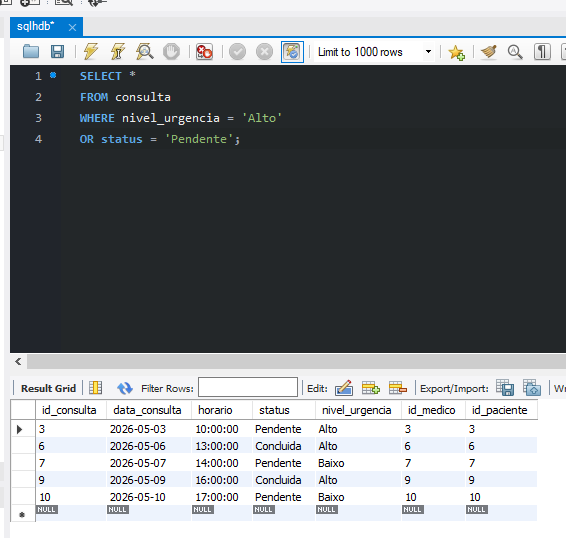 sqlhdb*
Limit to 1000 rows
1 SELECT *
2 FROM consulta
3 WHERE nivel_urgencia = 'Alto'
4 OR status = 'Pendente';
Result Grid Filter Rows: Edit: Export/Import:
id_consulta data_consulta horario status nivel_urgencia id_medico id_paciente
3 2026-05-03 10:00:00 Pendente Alto 3 3
6 2026-05-06 13:00:00 Concluida Alto 6 6
7 2026-05-07 14:00:00 Pendente Baixo 7 7
9 2026-05-09 16:00:00 Concluida Alto 9 9
10 2026-05-10 17:00:00 Pendente Baixo 10 10
NULL NULL NULL NULL NULL NULL NULL